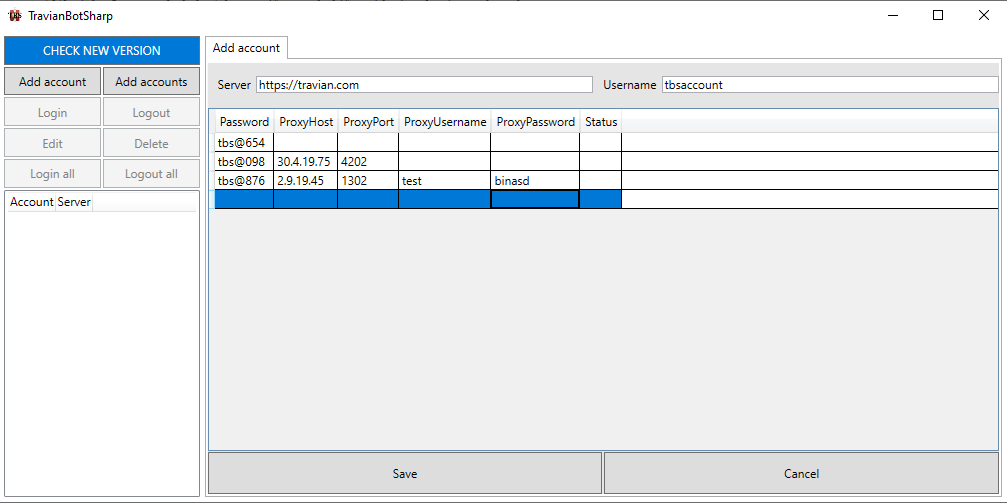 TravianBotSharp
CHECK NEW VERSION
Add account Add accounts
Login Logout
Edit Delete
Login all Logout all
Account Server
Add account
Server https://travian.com Username tbsaccount
Password ProxyHost ProxyPort ProxyUsername ProxyPassword Status
tbs@654
tbs@098 30.4.19.75 4202
tbs@876 2.9.19.45 1302 test binasd
Save Cancel